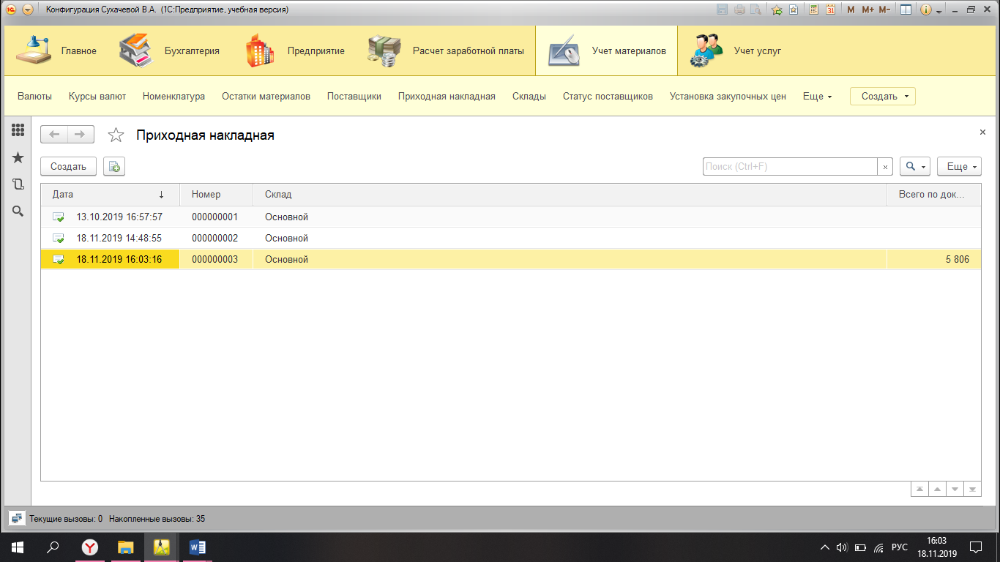 Конфигурация Сухачевой В.А. (1С:Предприятие, учебная версия)
M M+ M-
Главное Бухгалтерия Предприятие Расчет заработной платы Учет материалов Учет услуг
Валюты Курсы валют Номенклатура Остатки материалов Поставщики Приходная накладная Склады Статус поставщиков Установка закупочных цен Еще Создать
Приходная накладная
Создать Поиск (Ctrl+F) Еще
Дата Номер Склад Всего по док...
13.10.2019 16:57:57 000000001 Основной
18.11.2019 14:48:55 000000002 Основной
18.11.2019 16:03:16 000000003 Основной 5 806
Текущие вызовы: 0 Накопленные вызовы: 35
РУС 16:03
18.11.2019